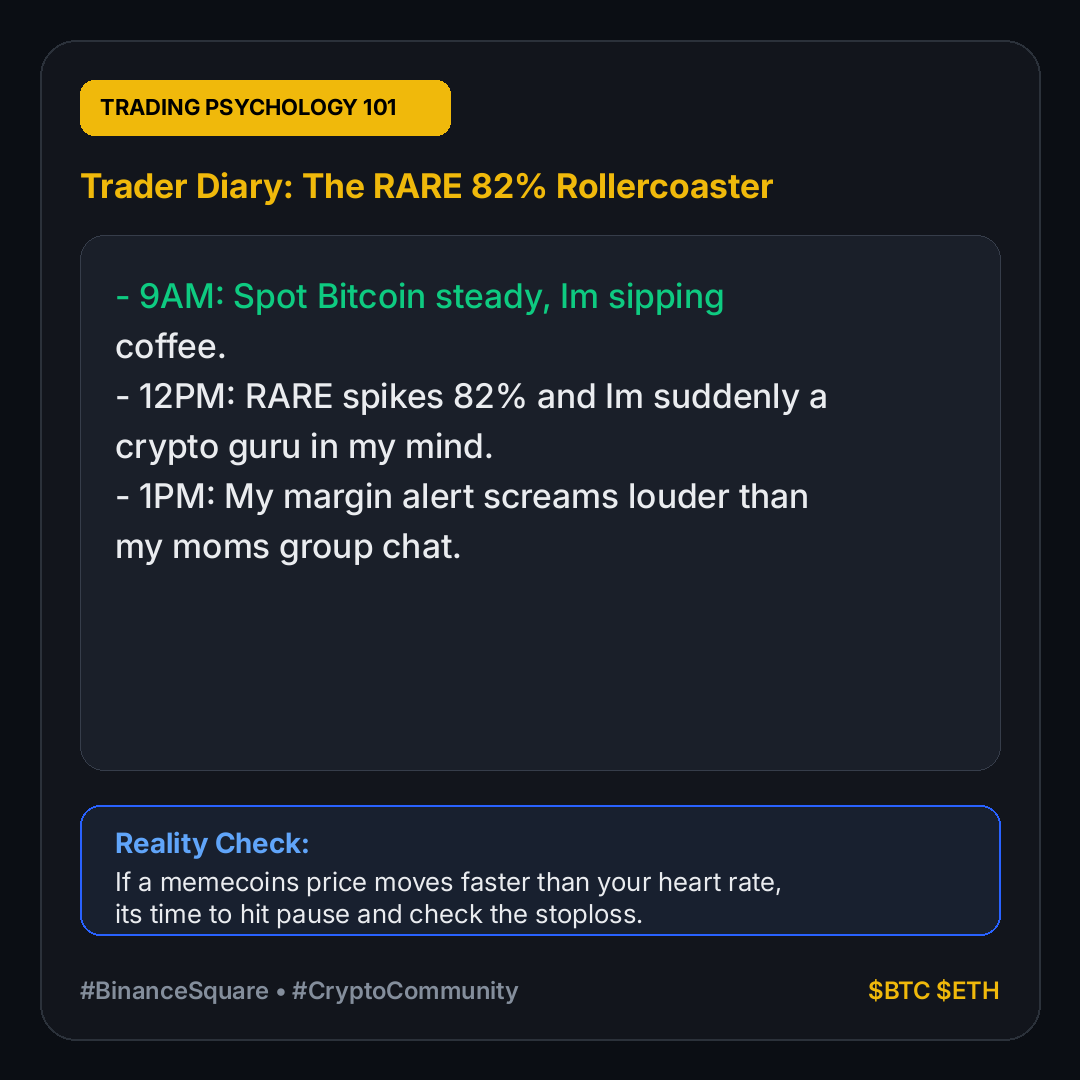 TRADING PSYCHOLOGY 101
Trader Diary: The RARE 82% Rollercoaster
- 9AM: Spot Bitcoin steady, Im sipping
coffee.
- 12PM: RARE spikes 82% and Im suddenly a
crypto guru in my mind.
- 1PM: My margin alert screams louder than
my moms group chat.
Reality Check:
If a memecoins price moves faster than your heart rate,
its time to hit pause and check the stoploss.
#BinanceSquare • #CryptoCommunity
$BTC $ETH